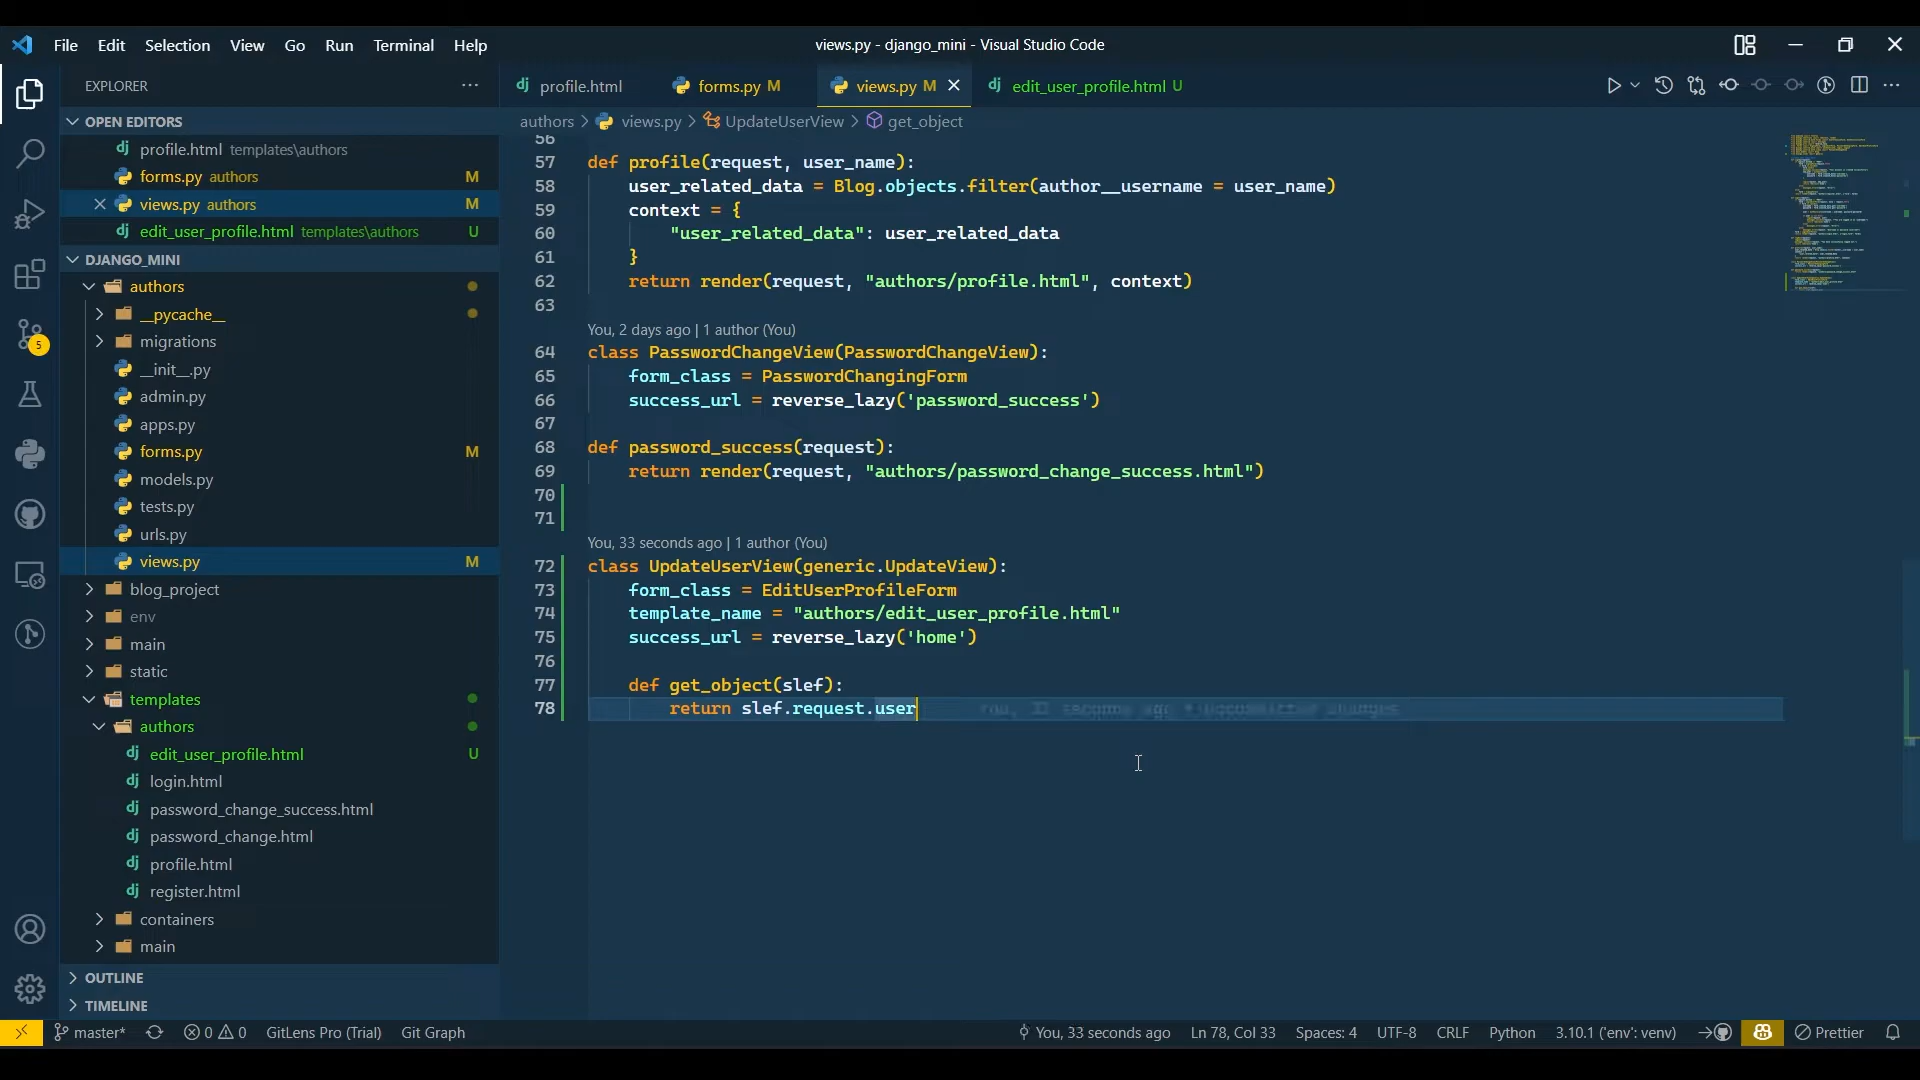 File Edit Selection View Go Run Terminal Help
views.py - django_mini - Visual Studio Code
EXPLORER ···
profile.html forms.py M views.py M edit_user_profile.html U
OPEN EDITORS
profile.html templates\authors
forms.py authors M
views.py authors M
edit_user_profile.html templates\authors U
DJANGO_MINI
authors
__pycache__
migrations
__init__.py
admin.py
apps.py
forms.py M
models.py
tests.py
urls.py
views.py M
blog_project
env
main
static
templates
authors
edit_user_profile.html U
login.html
password_change_success.html
password_change.html
profile.html
register.html
containers
main
OUTLINE
TIMELINE
5
authors > views.py > UpdateUserView > get_object
56
57 def profile(request, user_name):
58 user_related_data = Blog.objects.filter(author__username = user_name)
59 context = {
60 "user_related_data": user_related_data
61 }
62 return render(request, "authors/profile.html", context)
63
You, 2 days ago | 1 author (You)
64 class PasswordChangeView(PasswordChangeView):
65 form_class = PasswordChangingForm
66 success_url = reverse_lazy('password_success')
67
68 def password_success(request):
69 return render(request, "authors/password_change_success.html")
70
71
You, 33 seconds ago | 1 author (You)
72 class UpdateUserView(generic.UpdateView):
73 form_class = EditUserProfileForm
74 template_name = "authors/edit_user_profile.html"
75 success_url = reverse_lazy('home')
76
77 def get_object(slef):
78 return slef.request.user
master* 0 0 GitLens Pro (Trial) Git Graph You, 33 seconds ago Ln 78, Col 33 Spaces: 4 UTF-8 CRLF Python 3.10.1 ('env': venv) Prettier